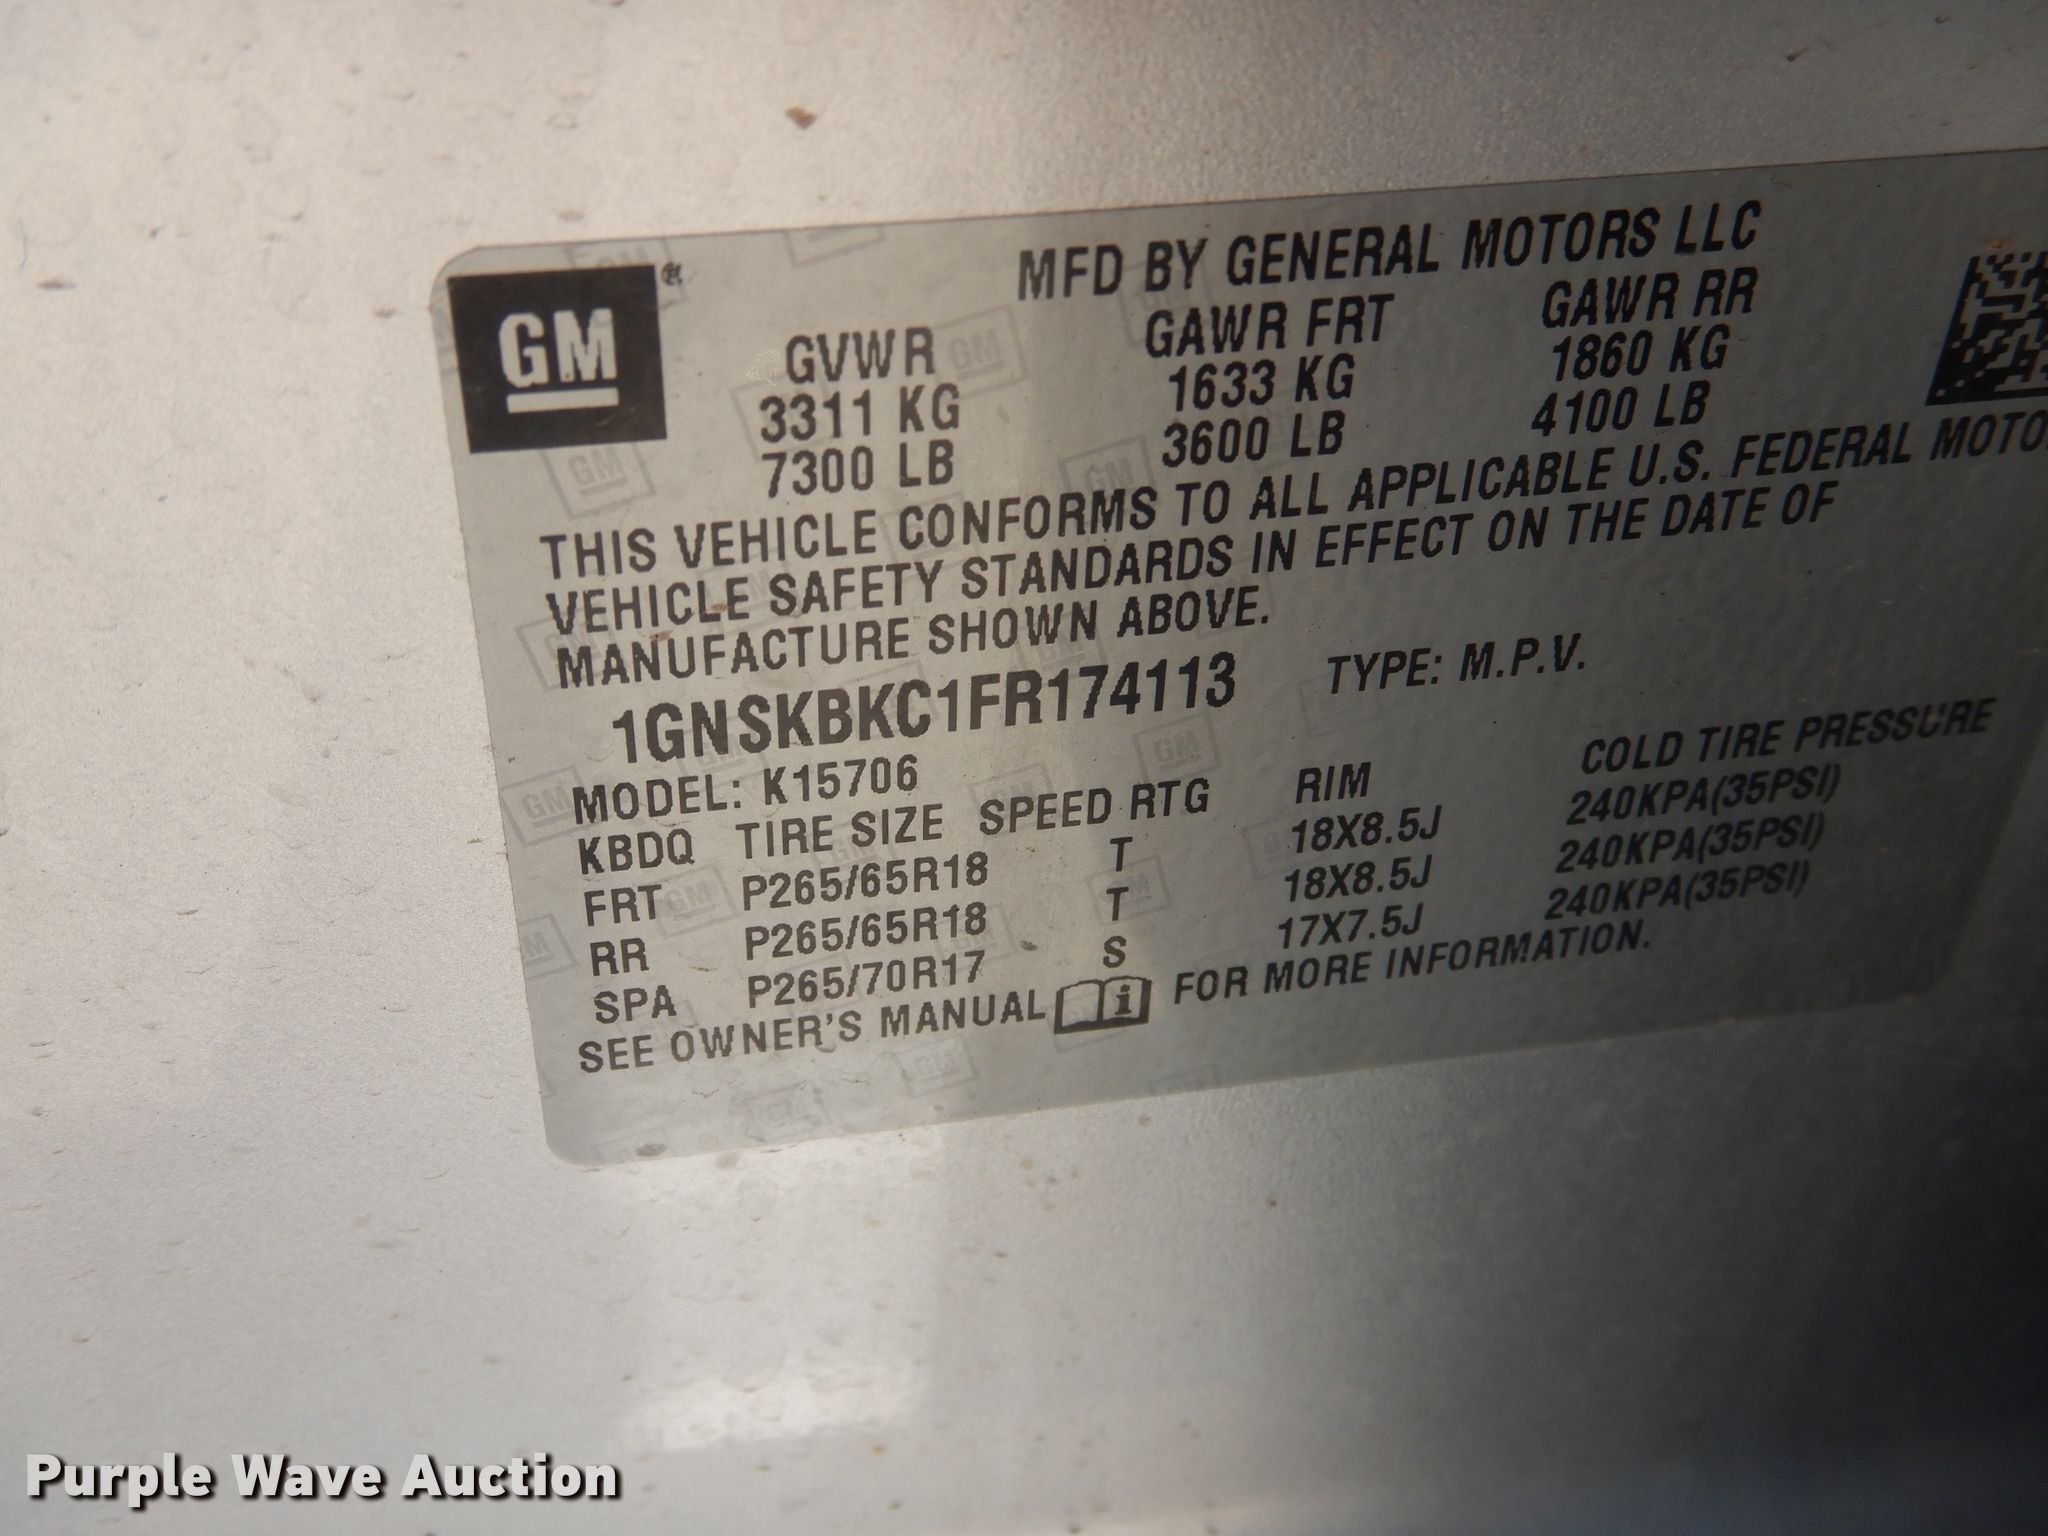 GM®
MFD BY GENERAL MOTORS LLC
GVWR GAWR FRT GAWR RR
3311 KG 1633 KG 1860 KG
7300 LB 3600 LB 4100 LB
THIS VEHICLE CONFORMS TO ALL APPLICABLE U.S. FEDERAL MOTO
VEHICLE SAFETY STANDARDS IN EFFECT ON THE DATE OF
MANUFACTURE SHOWN ABOVE.
1GNSKBKC1FR174113 TYPE: M.P.V.
MODEL: K15706
KBDQ TIRE SIZE SPEED RTG RIM COLD TIRE PRESSURE
FRT P265/65R18 T 18X8.5J 240KPA(35PSI)
RR P265/65R18 T 18X8.5J 240KPA(35PSI)
SPA P265/70R17 S 17X7.5J 240KPA(35PSI)
SEE OWNER'S MANUAL i FOR MORE INFORMATION.
Purple Wave Auction